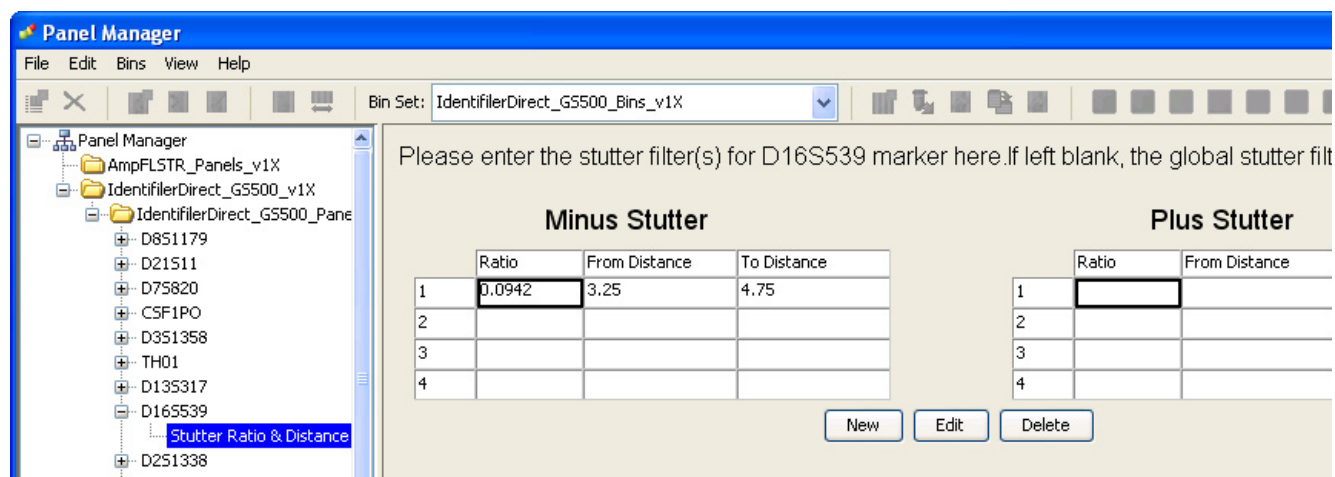 Panel Manager
File Edit Bins View Help
Bin Set: IdentifilerDirect_GS500_Bins_v1X
Panel Manager
AmpFLSTR_Panels_v1X
IdentifilerDirect_GS500_v1X
IdentifilerDirect_GS500_Pane
D8S1179
D21S11
D7S820
CSF1PO
D3S1358
TH01
D13S317
D16S539
Stutter Ratio & Distance
D2S1338
Please enter the stutter filter(s) for D16S539 marker here.If left blank, the global stutter filt
Minus Stutter
Ratio From Distance To Distance
1 0.0942 3.25 4.75
2
3
4
Plus Stutter
Ratio From Distance
1
2
3
4
New Edit Delete